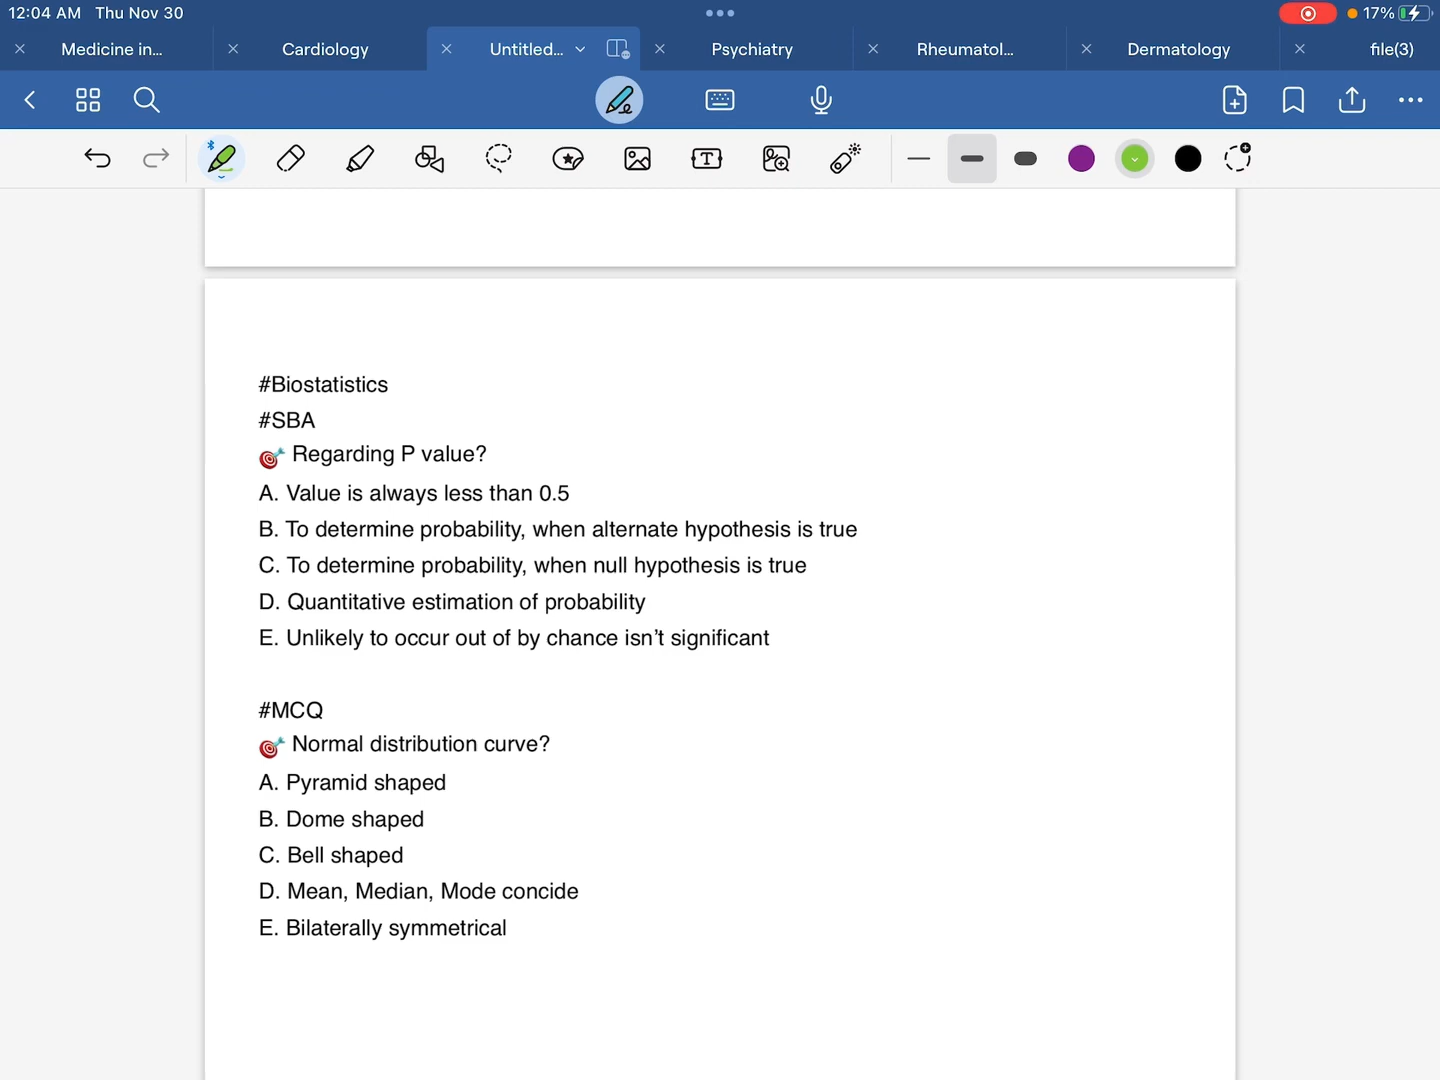 12:04 AM Thu Nov 30
17%
Medicine in...
Cardiology
Untitled...
Psychiatry
Rheumatol...
Dermatology
file(3)
#Biostatistics
#SBA
Regarding P value?
A. Value is always less than 0.5
B. To determine probability, when alternate hypothesis is true
C. To determine probability, when null hypothesis is true
D. Quantitative estimation of probability
E. Unlikely to occur out of by chance isn’t significant
#MCQ
Normal distribution curve?
A. Pyramid shaped
B. Dome shaped
C. Bell shaped
D. Mean, Median, Mode concide
E. Bilaterally symmetrical